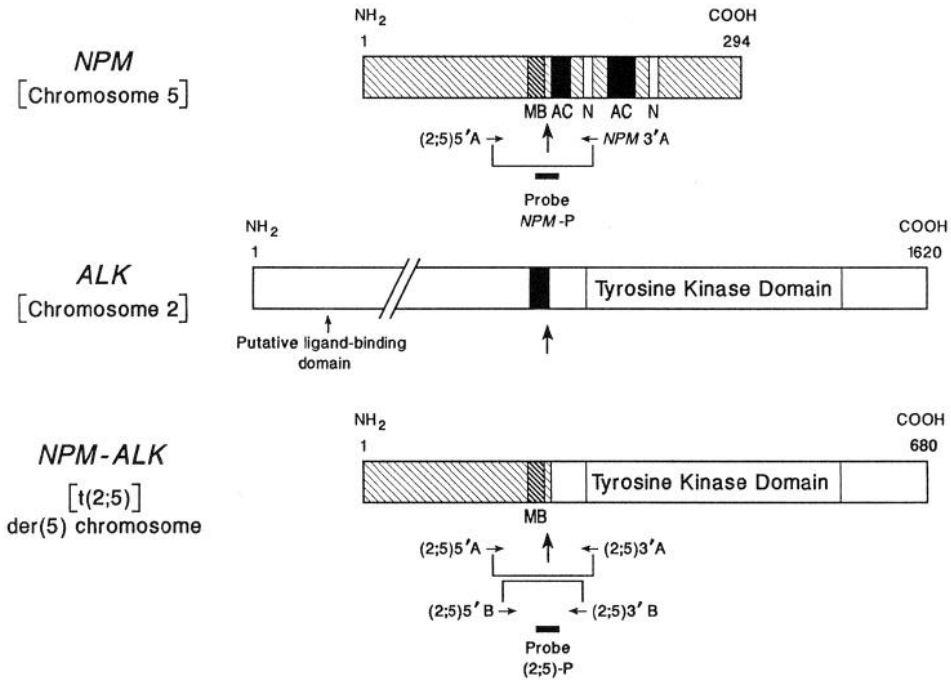 NH2 COOH
1 294
NPM
[Chromosome 5]
MB AC N AC N
(2;5)5′A NPM 3′A
Probe
NPM-P
NH2 COOH
1 1620
ALK
[Chromosome 2]
Tyrosine Kinase Domain
Putative ligand-binding
domain
NH2 COOH
1 680
NPM-ALK
[t(2;5)]
der(5) chromosome
Tyrosine Kinase Domain
MB
(2;5)5′A (2;5)3′A
(2;5)5′B (2;5)3′B
Probe
(2;5)-P